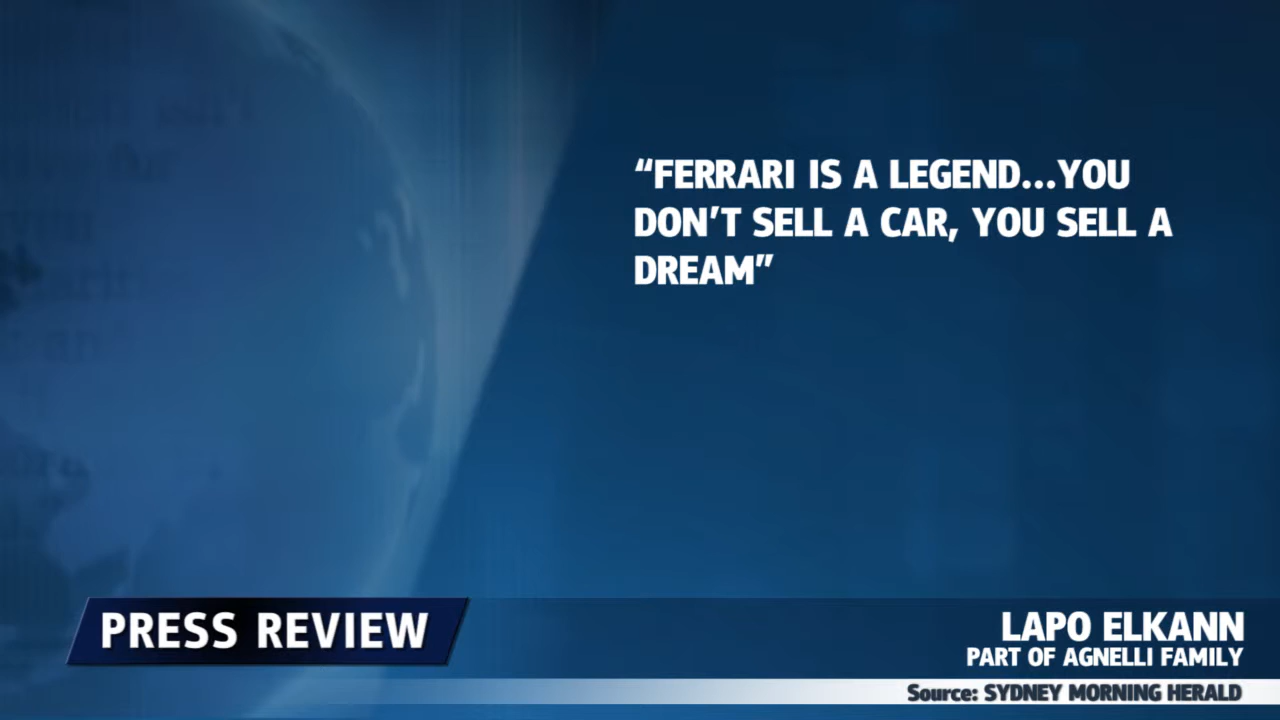 “FERRARI IS A LEGEND...YOU
DON’T SELL A CAR, YOU SELL A
DREAM”
PRESS REVIEW
LAPO ELKANN
PART OF AGNELLI FAMILY
Source: SYDNEY MORNING HERALD